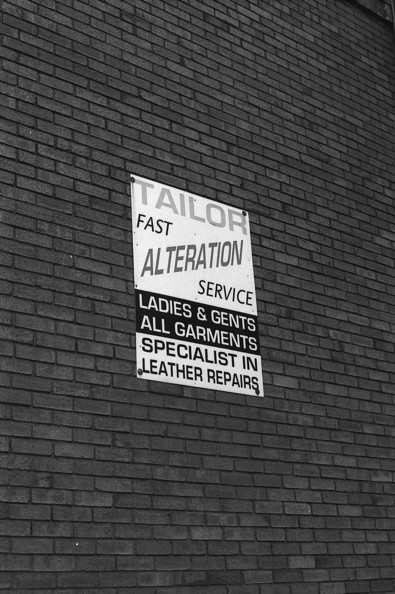 TAILOR
FAST
ALTERATION
SERVICE
LADIES & GENTS
ALL GARMENTS
SPECIALIST IN
LEATHER REPAIRS